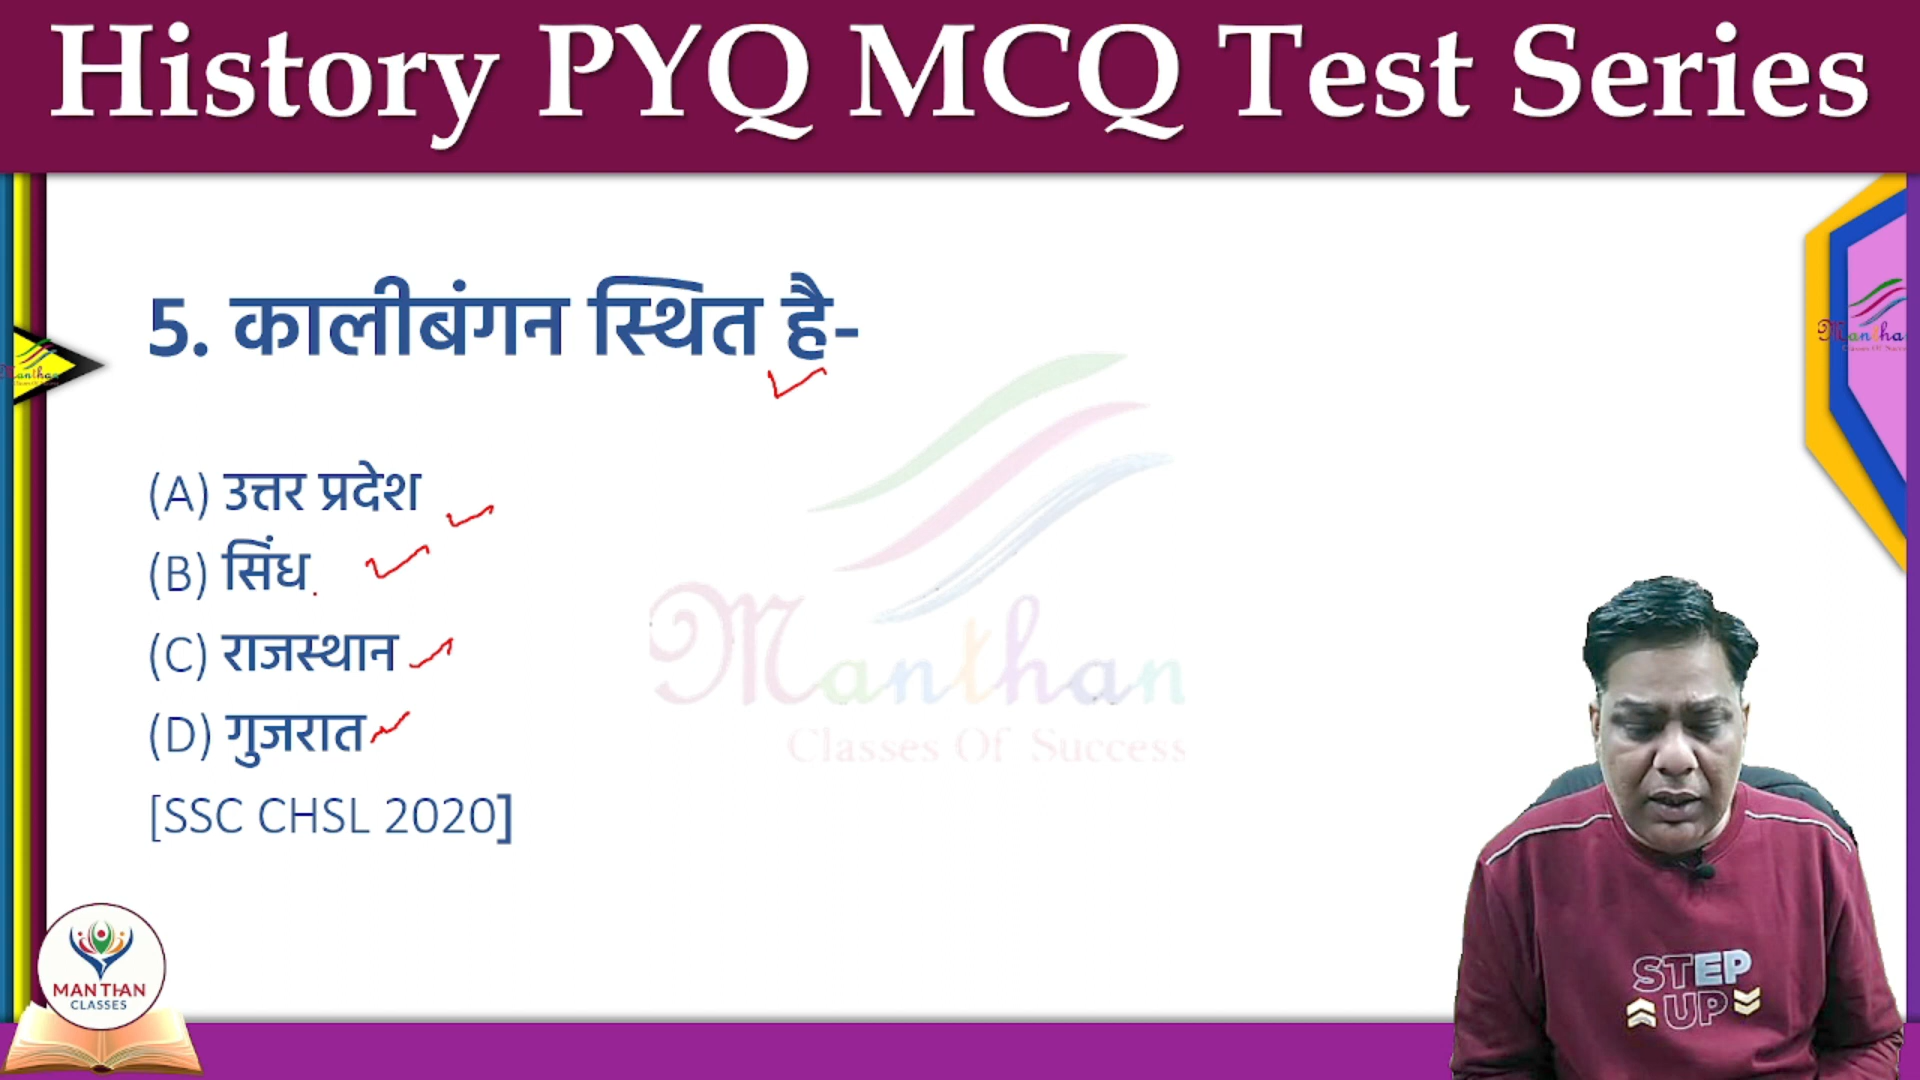 History PYQ MCQ Test Series
5. कालीबंगन स्थित है-
(A) उत्तर प्रदेश
(B) सिंध
(C) राजस्थान
(D) गुजरात
[SSC CHSL 2020]
Manthan
Classes Of Success
MANTHAN
CLASSES
STEP
UP